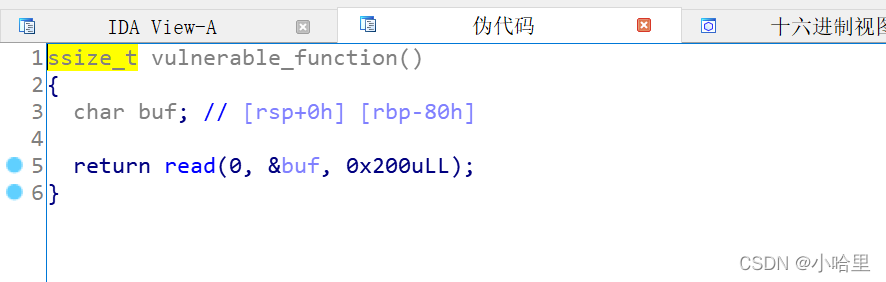 IDA View-A 伪代码 十六进制视图
1 ssize_t vulnerable_function()
2 {
3 char buf; // [rsp+0h] [rbp-80h]
4
5 return read(0, &buf, 0x200uLL);
6 }
CSDN @小哈里